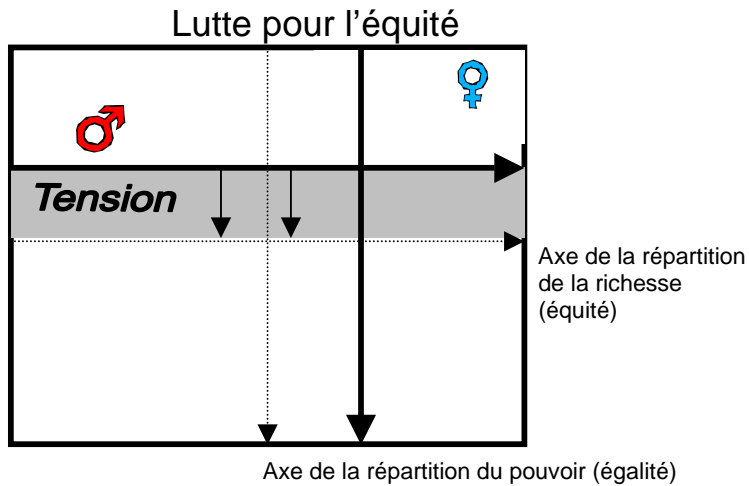 Lutte pour l'équité
Tension
Axe de la répartition
de la richesse
(équité)
Axe de la répartition du pouvoir (égalité)